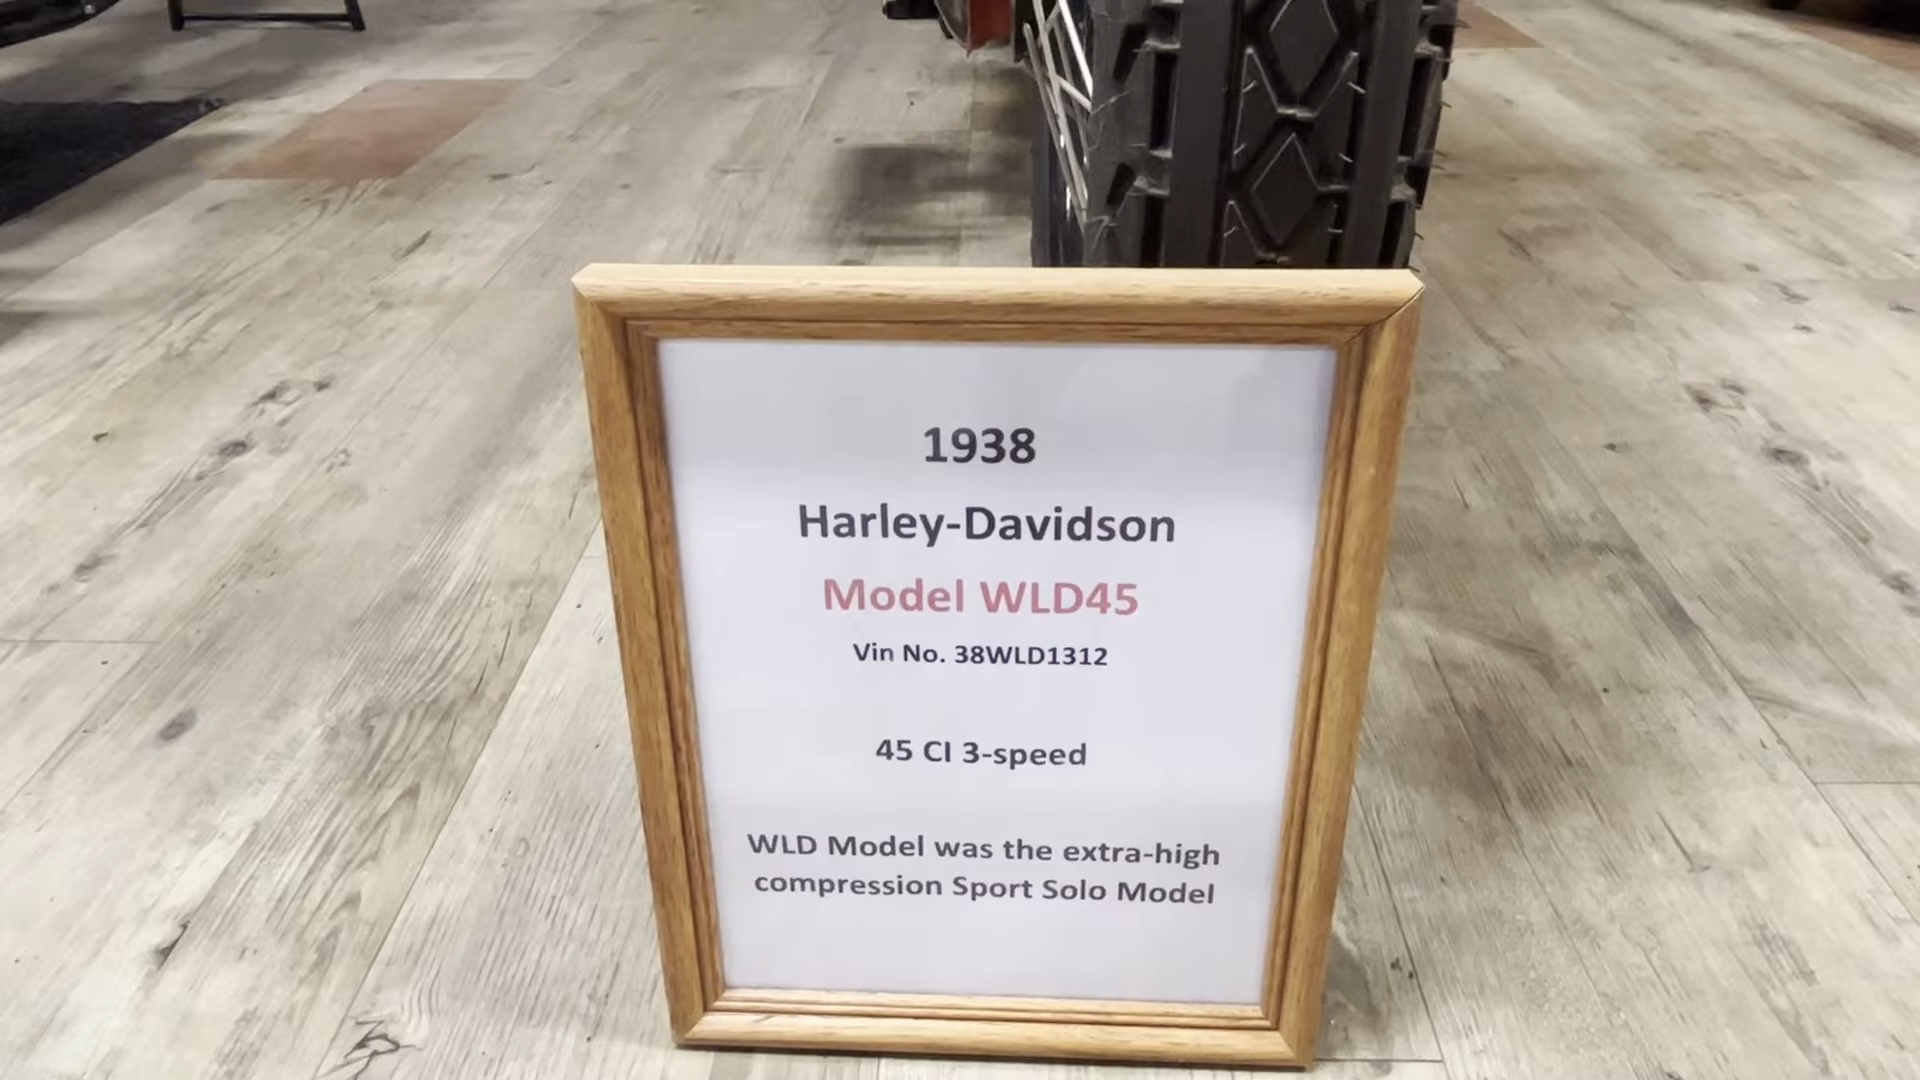 1938
Harley-Davidson
Model WLD45
Vin No. 38WLD1312
45 CI 3-speed
WLD Model was the extra-high
compression Sport Solo Model